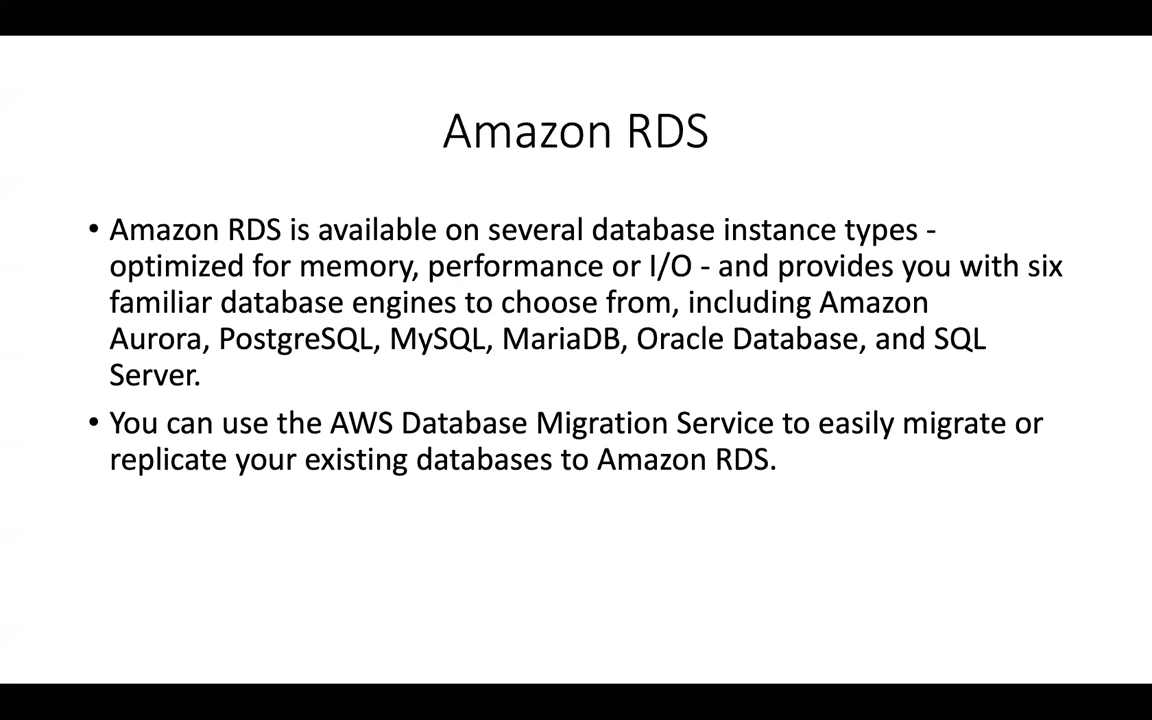 Amazon RDS
• Amazon RDS is available on several database instance types -
optimized for memory, performance or I/O - and provides you with six
familiar database engines to choose from, including Amazon
Aurora, PostgreSQL, MySQL, MariaDB, Oracle Database, and SQL
Server.
• You can use the AWS Database Migration Service to easily migrate or
replicate your existing databases to Amazon RDS.